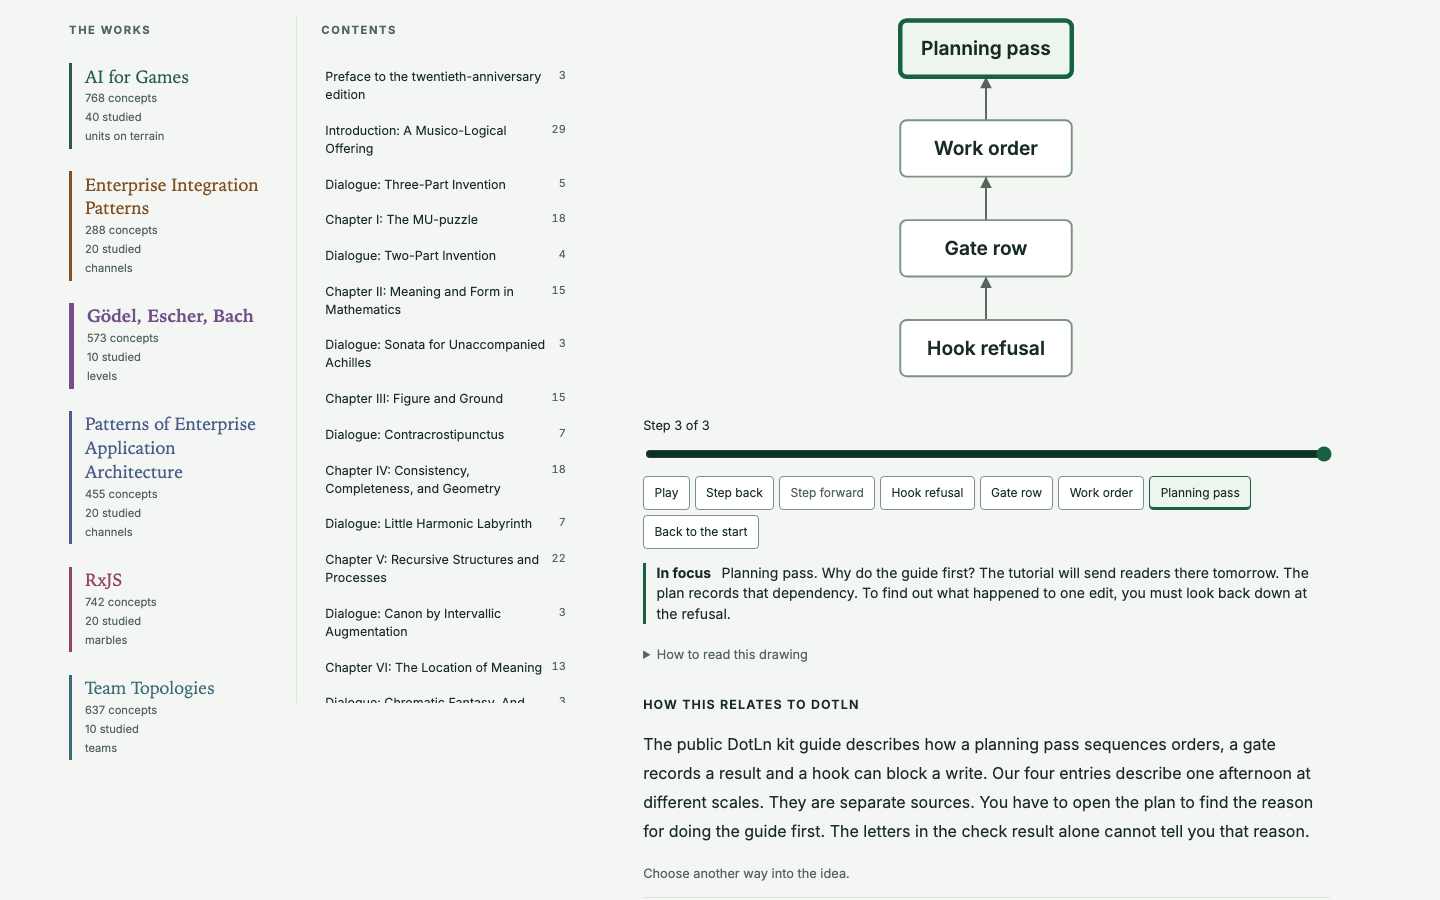 THE WORKS
AI for Games
768 concepts
40 studied
units on terrain
Enterprise Integration
Patterns
288 concepts
20 studied
channels
Gödel, Escher, Bach
573 concepts
10 studied
levels
Patterns of Enterprise
Application
Architecture
455 concepts
20 studied
channels
RxJS
742 concepts
20 studied
marbles
Team Topologies
637 concepts
10 studied
teams
CONTENTS
Preface to the twentieth-anniversary 3
edition
Introduction: A Musico-Logical 29
Offering
Dialogue: Three-Part Invention 5
Chapter I: The MU-puzzle 18
Dialogue: Two-Part Invention 4
Chapter II: Meaning and Form in 15
Mathematics
Dialogue: Sonata for Unaccompanied 3
Achilles
Chapter III: Figure and Ground 15
Dialogue: Contracrostipunctus 7
Chapter IV: Consistency, 18
Completeness, and Geometry
Dialogue: Little Harmonic Labyrinth 7
Chapter V: Recursive Structures and 22
Processes
Dialogue: Canon by Intervallic 3
Augmentation
Chapter VI: The Location of Meaning 13
Dialogue: Chromatic Fantasy, And 3
Planning pass
Work order
Gate row
Hook refusal
Step 3 of 3
Play Step back Step forward Hook refusal Gate row Work order Planning pass
Back to the start
In focus Planning pass. Why do the guide first? The tutorial will send readers there tomorrow. The
plan records that dependency. To find out what happened to one edit, you must look back down at
the refusal.
How to read this drawing
HOW THIS RELATES TO DOTLN
The public DotLn kit guide describes how a planning pass sequences orders, a gate
records a result and a hook can block a write. Our four entries describe one afternoon at
different scales. They are separate sources. You have to open the plan to find the reason
for doing the guide first. The letters in the check result alone cannot tell you that reason.
Choose another way into the idea.